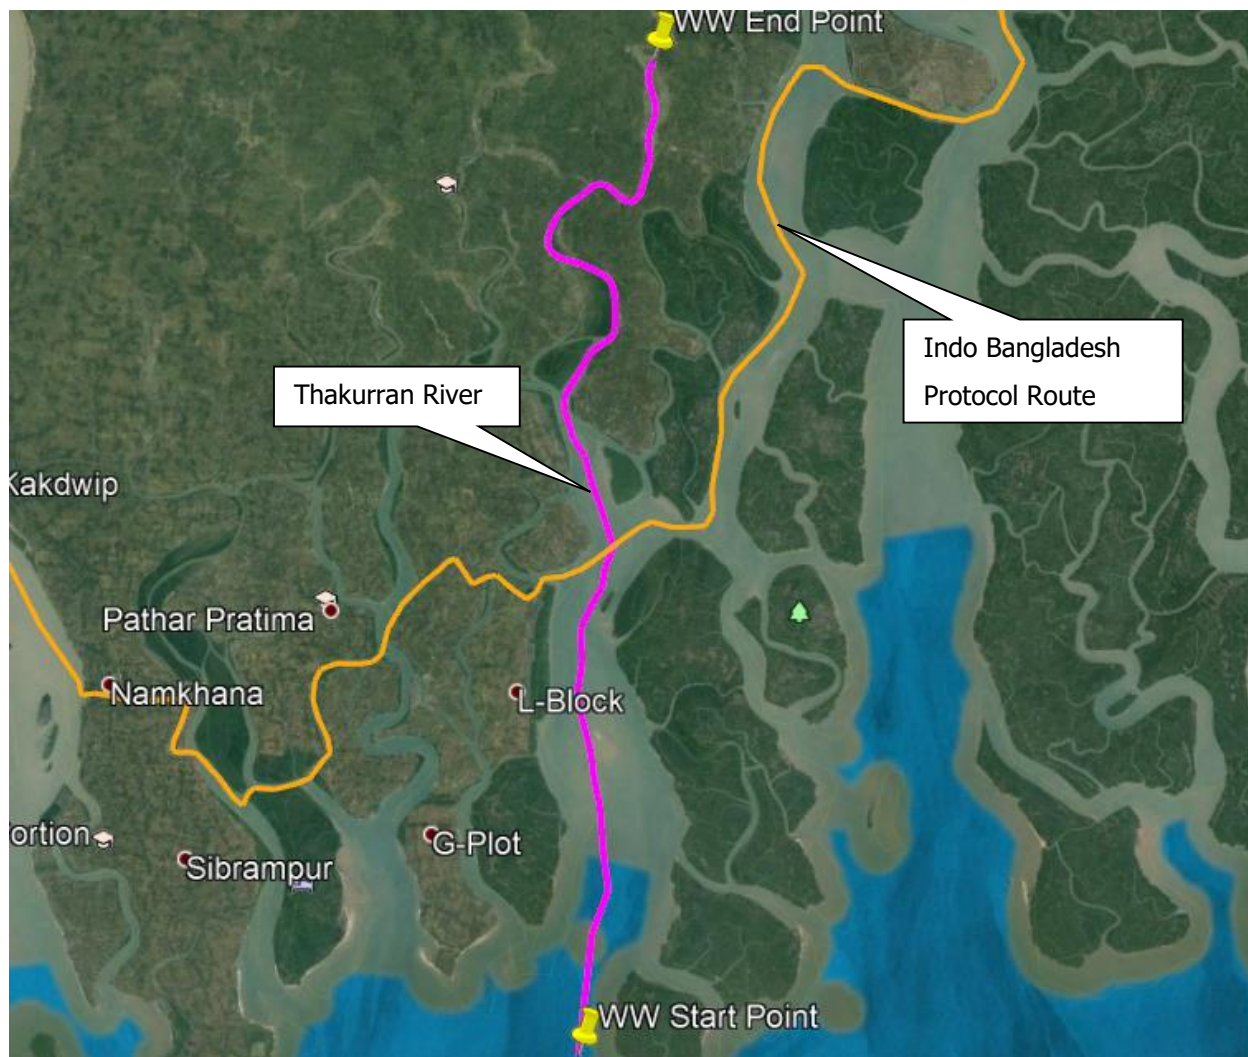 WW End Point
Indo Bangladesh
Protocol Route
Thakurran River
Kakdwip
Pathar Pratima
Namkhana
L-Block
ortion
G-Plot
Sibrampur
WW Start Point